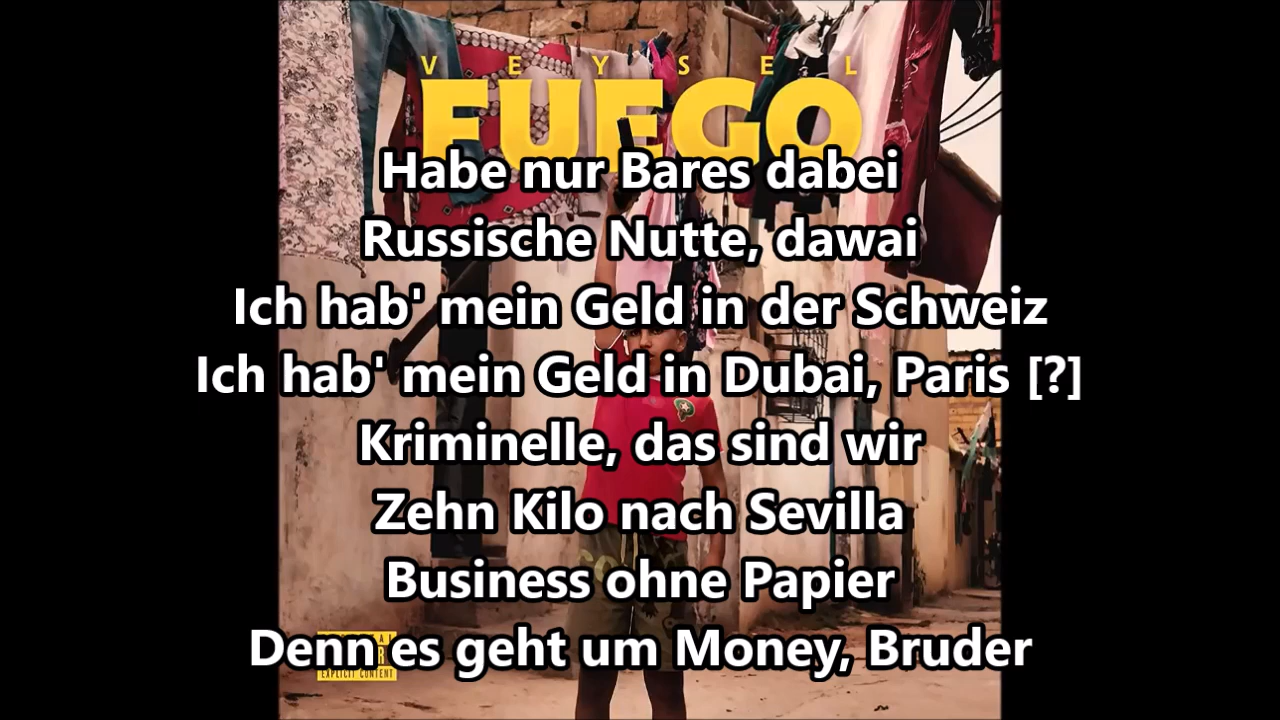 VEYSEL
FUEGO
Habe nur Bares dabei
Russische Nutte, dawai
Ich hab' mein Geld in der Schweiz
Ich hab' mein Geld in Dubai, Paris [?]
Kriminelle, das sind wir
Zehn Kilo nach Sevilla
Business ohne Papier
Denn es geht um Money, Bruder
EXPLICIT CONTENT